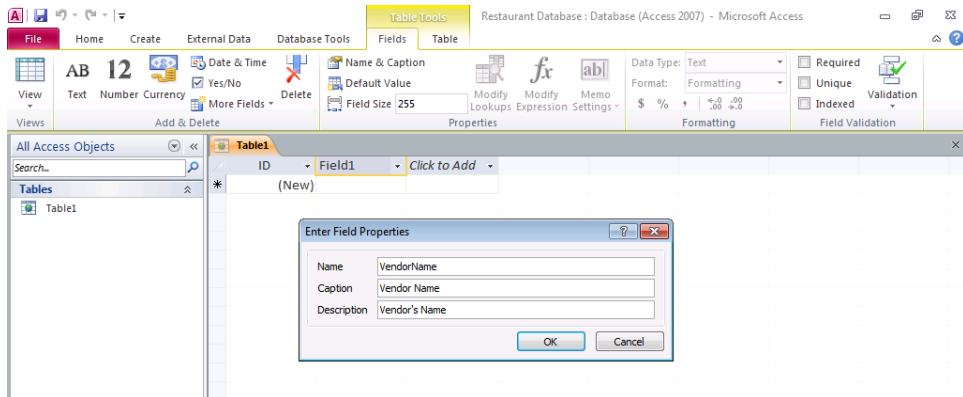 Table Tools
Restaurant Database : Database (Access 2007) - Microsoft Access
File Home Create External Data Database Tools Fields Table
View
AB
Text
12
Number
Currency
Date & Time
Yes/No
More Fields
Delete
Name & Caption
Default Value
Field Size 255
Modify
Lookups
fx
Modify
Expression
ab
Memo
Settings
Data Type: Text
Format: Formatting
$ % ,
.00
.00
Required
Unique
Indexed
Validation
Views Add & Delete Properties Formatting Field Validation
All Access Objects
Search...
Tables
Table1
Table1
ID Field1 Click to Add
* (New)
Enter Field Properties
Name VendorName
Caption Vendor Name
Description Vendor's Name
OK Cancel